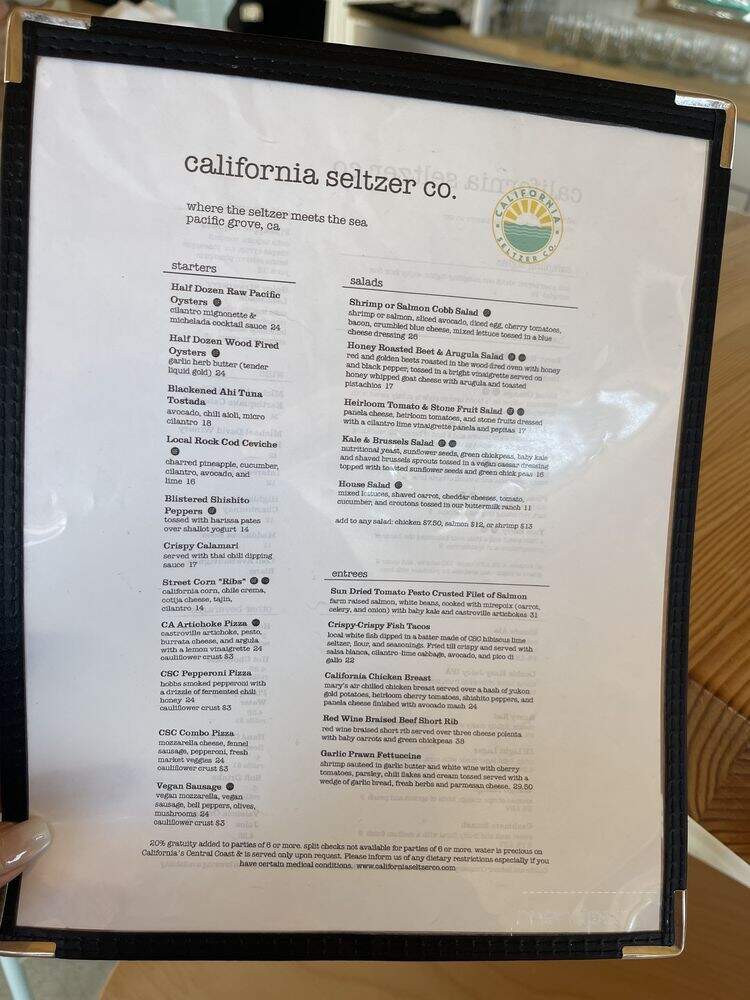 california seltzer co.
where the seltzer meets the sea
pacific grove, ca
CALIFORNIA
SELTZER CO.
starters
Half Dozen Raw Pacific
Oysters
cilantro mignonette &
michelada cocktail sauce 24
Half Dozen Wood Fired
Oysters
garlic herb butter (tender
liquid gold) 24
Blackened Ahi Tuna
Tostada
avocado, chili aioli, micro
cilantro 18
Local Rock Cod Ceviche
charred pineapple, cucumber,
cilantro, avocado, and
lime 16
Blistered Shishito
Peppers
tossed with harissa pates
over shallot yogurt 14
Crispy Calamari
served with thai chili dipping
sauce 17
Street Corn "Ribs"
california corn, chile crema,
cotija cheese, tajin,
cilantro 14
CA Artichoke Pizza
castroville artichoke, pesto,
burrata cheese, and argula
with a lemon vinaigrette 24
cauliflower crust $3
CSC Pepperoni Pizza
hobbs smoked pepperoni with
a drizzle of fermented chili
honey 24
cauliflower crust $3
CSC Combo Pizza
mozzarella cheese, fennel
sausage, pepperoni, fresh
market veggies 24
cauliflower crust $3
Vegan Sausage
vegan mozzarella, vegan
sausage, bell peppers, olives,
mushrooms 24
cauliflower crust $3
salads
Shrimp or Salmon Cobb Salad
shrimp or salmon, sliced avocado, diced egg, cherry tomatoes,
bacon, crumbled blue cheese, mixed lettuce tossed in a blue
cheese dressing 26
Honey Roasted Beet & Arugula Salad
red and golden beets roasted in the wood-fired oven with honey
and black pepper, tossed in a bright vinaigrette served on
honey whipped goat cheese with arugula and toasted
pistachios 17
Heirloom Tomato & Stone Fruit Salad
panela cheese, heirloom tomatoes, and stone fruits dressed
with a cilantro lime vinaigrette panela and pepitas 17
Kale & Brussels Salad
nutritional yeast, sunflower seeds, green chickpeas, baby kale
and shaved brussels sprouts tossed in a vegan caesar dressing
topped with toasted sunflower seeds and green chick peas 16
House Salad
mixed lettuces, shaved carrot, cheddar cheeses, tomato,
cucumber, and croutons tossed in our buttermilk ranch 11
add to any salad: chicken $7.50, salmon $12, or shrimp $13
entrees
Sun Dried Tomato Pesto Crusted Filet of Salmon
farm raised salmon, white beans, cooked with mirepoix (carrot,
celery, and onion) with baby kale and castroville artichokes 31
Crispy-Crispy Fish Tacos
local white fish dipped in a batter made of CSC hibiscus lime
seltzer, flour, and seasonings. Fried till crispy and served with
salsa blanca, cilantro-lime cabbage, avocado, and pico di
gallo 22
California Chicken Breast
mary's air chilled chicken breast served over a hash of yukon
gold potatoes, heirloom cherry tomatoes, shishito peppers, and
panela cheese finished with avocado mash 24
Red Wine Braised Beef Short Rib
red wine braised short rib served over three cheese polenta
with baby carrots and green chickpeas 38
Garlic Prawn Fettuccine
shrimp sauteed in garlic butter and white wine with cherry
tomatoes, parsley, chili flakes and cream tossed served with a
wedge of garlic bread, fresh herbs and parmesan cheese. 29.50
20% gratuity added to parties of 6 or more. split checks not available for parties of 6 or more. water is precious on
California's Central Coast & is served only upon request. Please inform us of any dietary restrictions especially if you
have certain medical conditions. www.californiaseltzerco.com